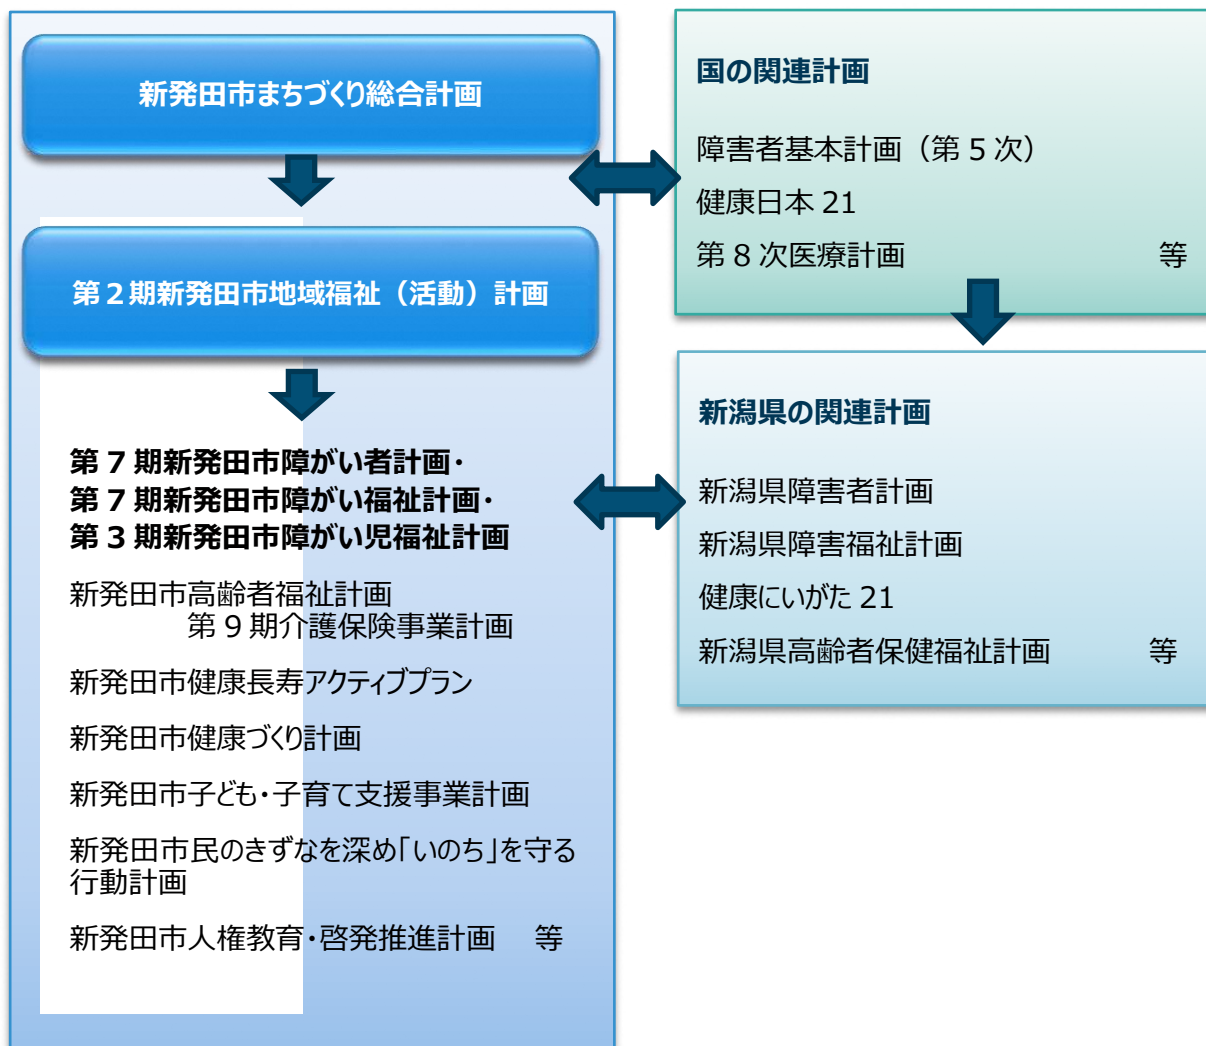 新発田市まちづくり総合計画
第２期新発田市地域福祉（活動）計画
第７期新発田市障がい者計画・
第７期新発田市障がい福祉計画・
第３期新発田市障がい児福祉計画
新発田市高齢者福祉計画
第９期介護保険事業計画
新発田市健康長寿アクティブプラン
新発田市健康づくり計画
新発田市子ども・子育て支援事業計画
新発田市民のきずなを深め「いのち」を守る
行動計画
新発田市人権教育・啓発推進計画　等
国の関連計画
障害者基本計画（第５次）
健康日本 21
第８次医療計画　等
新潟県の関連計画
新潟県障害者計画
新潟県障害福祉計画
健康にいがた 21
新潟県高齢者保健福祉計画　等